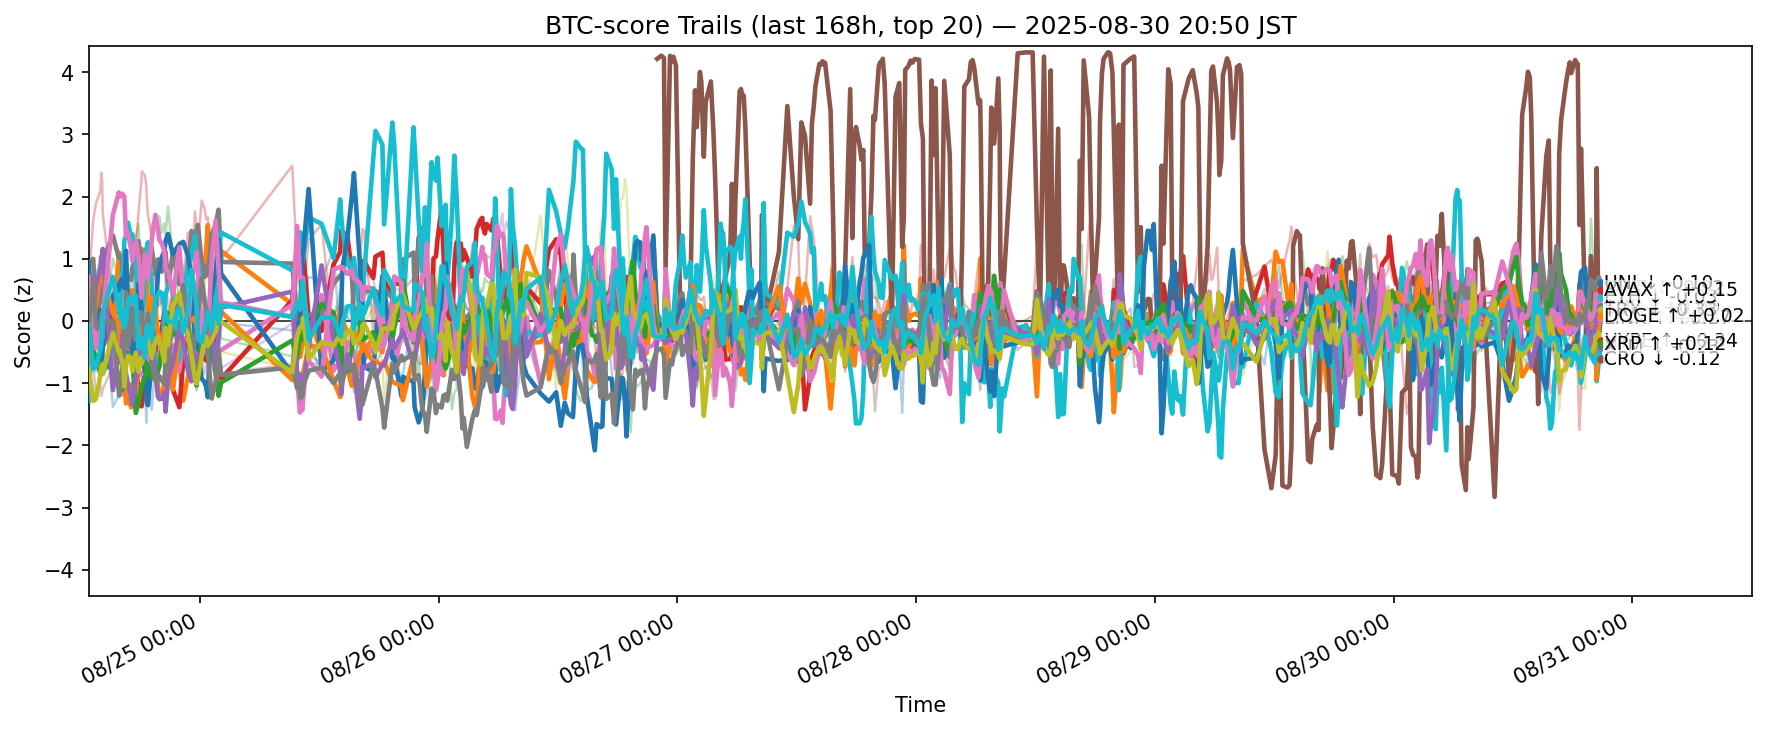 BTC-score Trails (last 168h, top 20) — 2025-08-30 20:50 JST
Score (z)
4
3
2
1
0
−1
−2
−3
−4
AVAX ↑ +0.15
DOGE ↑ +0.02
XRP ↑ +0.12
CRO ↓ -0.12
08/25 00:00
08/26 00:00
08/27 00:00
08/28 00:00
08/29 00:00
08/30 00:00
08/31 00:00
Time